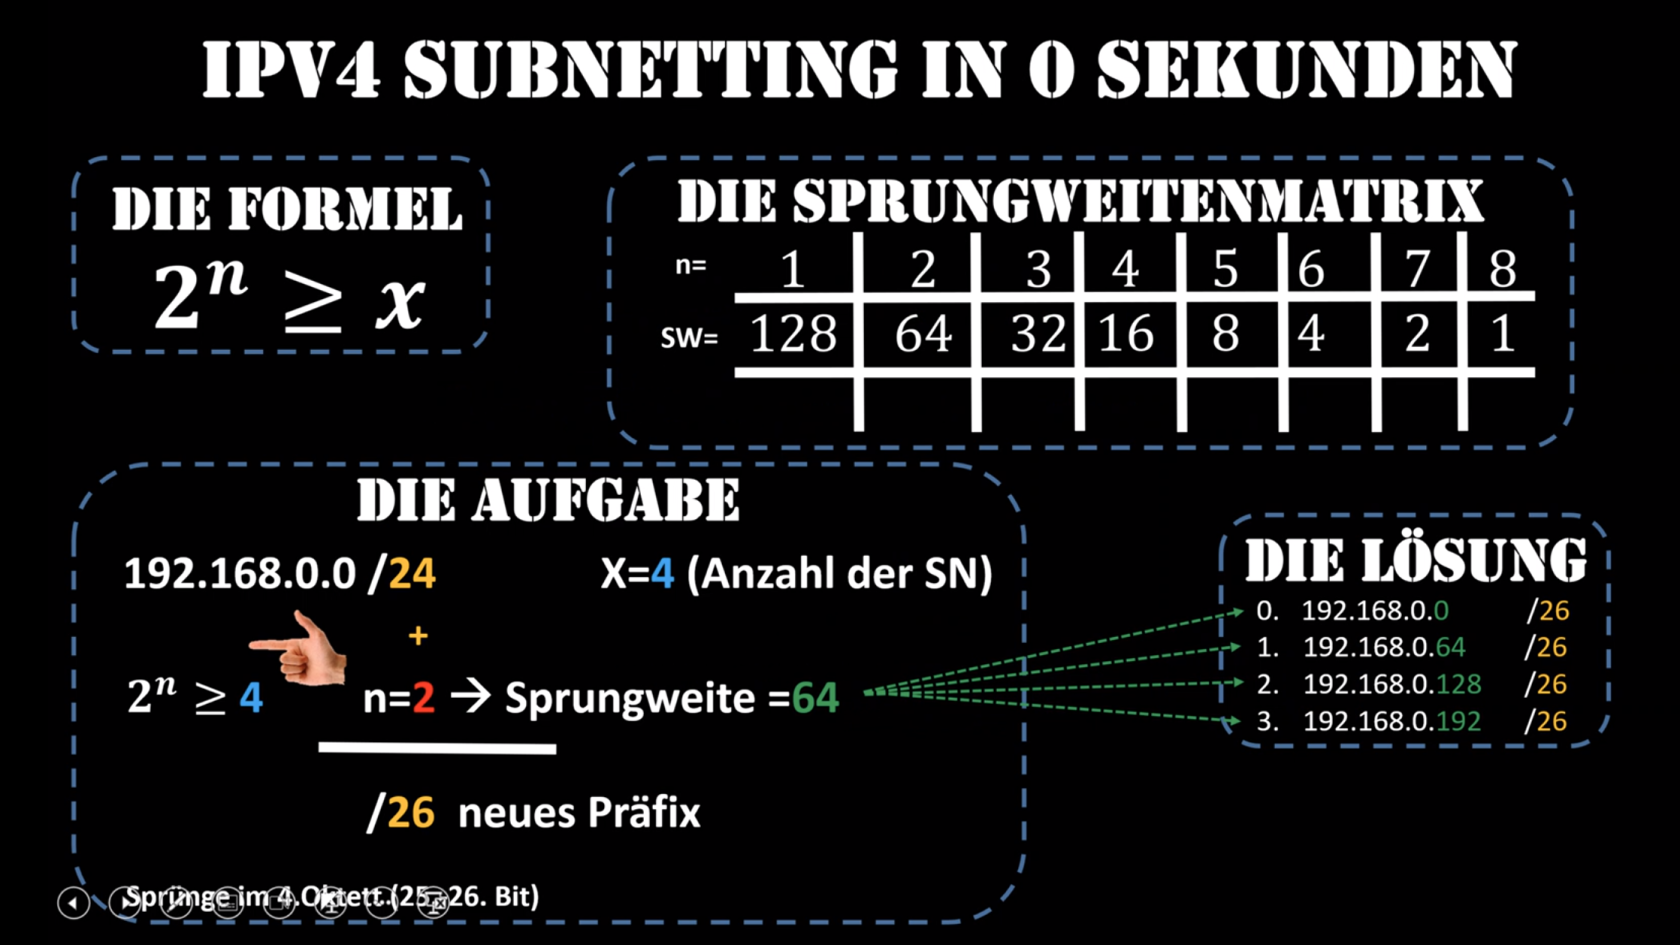 IPV4 SUBNETTING IN 0 SEKUNDEN
DIE FORMEL
2ⁿ ≥ x
DIE SPRUNGWEITENMATRIX
n= 1 2 3 4 5 6 7 8
SW= 128 64 32 16 8 4 2 1
DIE AUFGABE
192.168.0.0 /24 X=4 (Anzahl der SN)
+
2ⁿ ≥ 4 n=2 → Sprungweite =64
/26 neues Präfix
Sprünge im 4.Oktett (25.-26. Bit)
DIE LÖSUNG
0. 192.168.0.0 /26
1. 192.168.0.64 /26
2. 192.168.0.128 /26
3. 192.168.0.192 /26